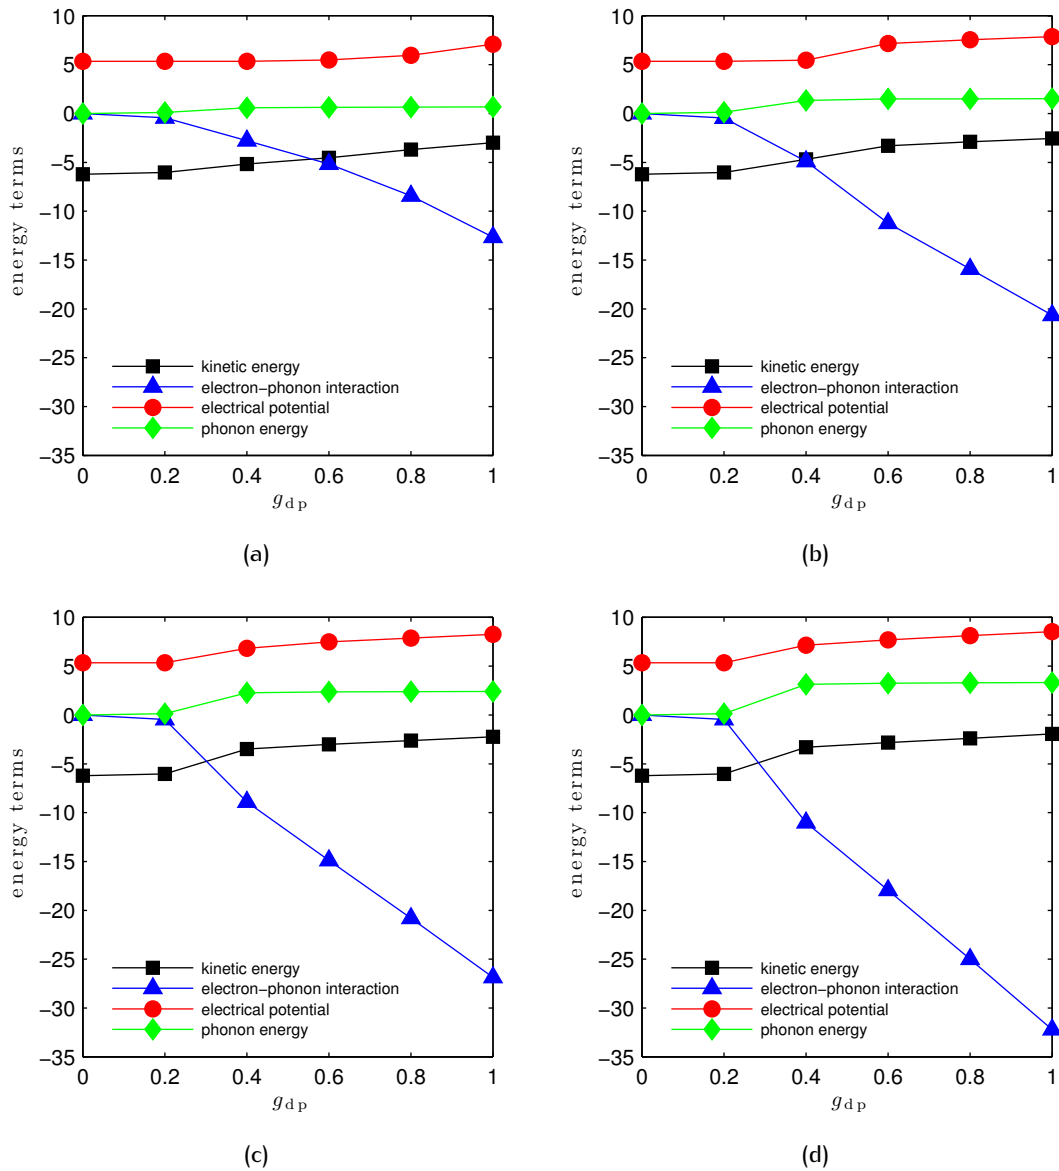 10
5
0
−5
−10
−15
−20
−25
−30
−35
energy terms
kinetic energy
electron−phonon interaction
electrical potential
phonon energy
0 0.2 0.4 0.6 0.8 1
g_dp
(a)
10
5
0
−5
−10
−15
−20
−25
−30
−35
energy terms
kinetic energy
electron−phonon interaction
electrical potential
phonon energy
0 0.2 0.4 0.6 0.8 1
g_dp
(b)
10
5
0
−5
−10
−15
−20
−25
−30
−35
energy terms
kinetic energy
electron−phonon interaction
electrical potential
phonon energy
0 0.2 0.4 0.6 0.8 1
g_dp
(c)
10
5
0
−5
−10
−15
−20
−25
−30
−35
energy terms
kinetic energy
electron−phonon interaction
electrical potential
phonon energy
0 0.2 0.4 0.6 0.8 1
g_dp
(d)